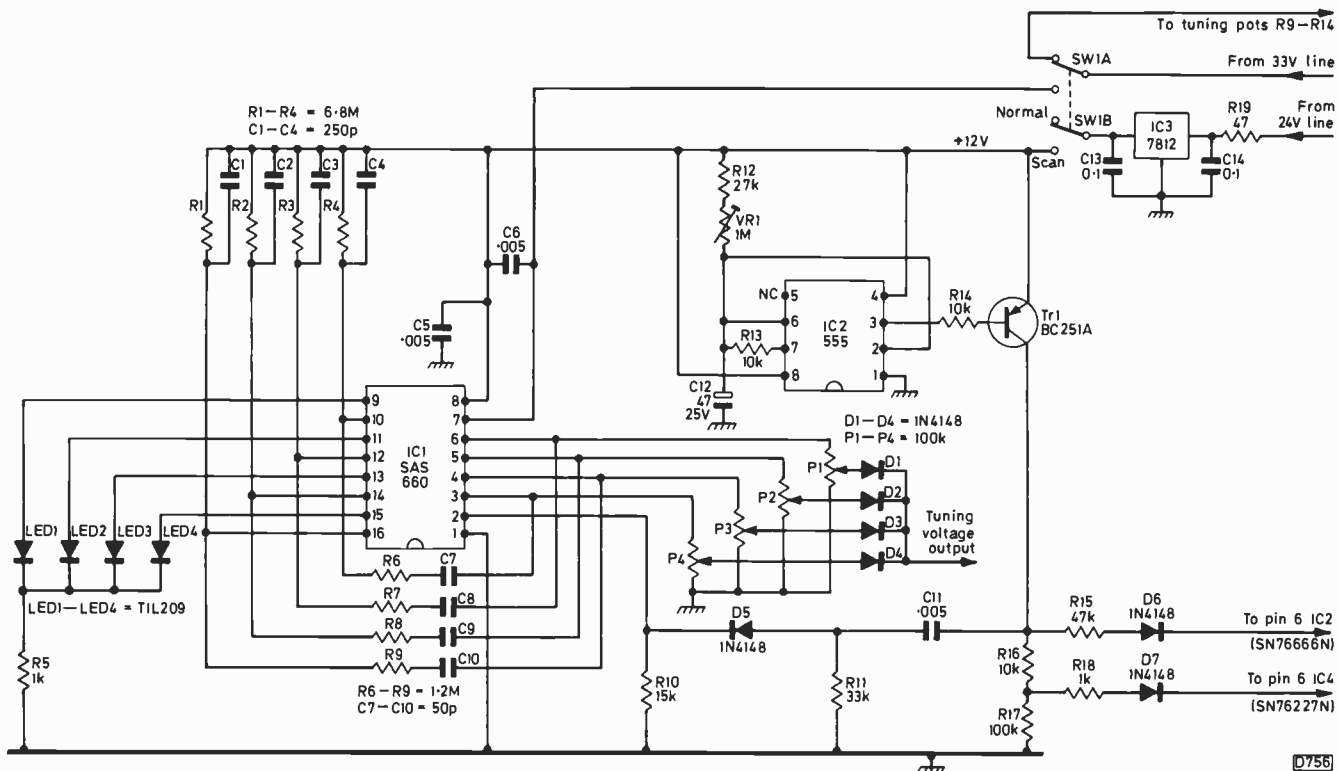 To tuning pots R9–R14
SW1A
From 33V line
R1–R4 = 6·8M
C1–C4 = 250p
Normal
SW1B
IC3
7812
R19
47
From
24V line
+12V
Scan
C13
0·1
C14
0·1
C1
C2
C3
C4
R1
R2
R3
R4
R12
27k
VR1
1M
C6
·005
C5
·005
NC
5
6
7
8
4
3
2
1
IC2
555
R13
10k
R14
10k
Tr1
BC251A
C12
47
25V
D1–D4 = 1N4148
P1–P4 = 100k
9
10
11
12
13
14
15
16
8
7
6
5
4
3
2
1
IC1
SAS
660
P1
P2
P3
P4
D1
D2
D3
D4
Tuning
voltage
output
LED1
LED2
LED3
LED4
LED1–LED4 = TIL209
R6
C7
R7
C8
R8
C9
R9
C10
R6–R9 = 1·2M
C7–C10 = 50p
R5
1k
D5
1N4148
C11
·005
R10
15k
R11
33k
R15
47k
D6
1N4148
To pin 6 IC2
(SN76666N)
R16
10k
R18
1k
D7
1N4148
To pin 6 IC4
(SN76227N)
R17
100k
D756